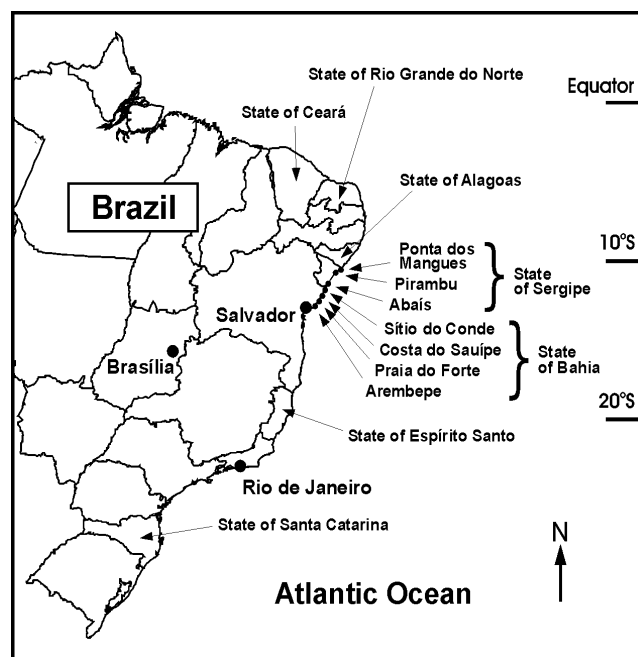 State of Rio Grande do Norte
Equator
State of Ceará
State of Alagoas
Brazil
10°S
Ponta dos
Mangues
Pirambu
Abaís
State
of Sergipe
Salvador
Sítio do Conde
Costa do Sauípe
Praia do Forte
Arembepe
State
of Bahia
Brasília
20°S
State of Espírito Santo
Rio de Janeiro
State of Santa Catarina
N
Atlantic Ocean